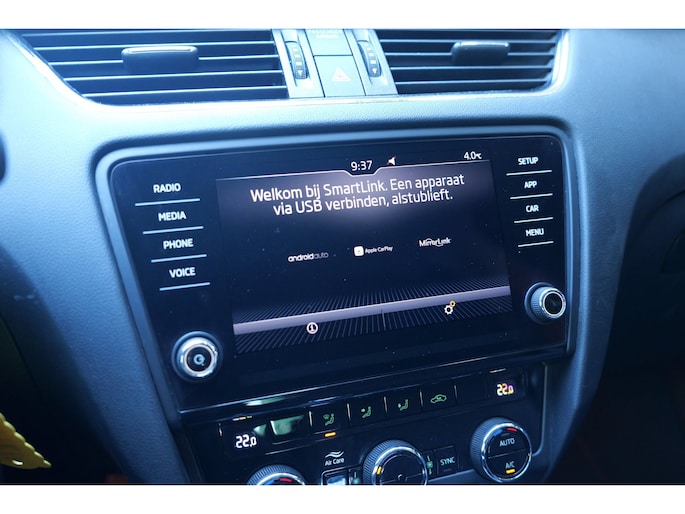 9:37
4.0°C
RADIO
MEDIA
PHONE
VOICE
Welkom bij SmartLink. Een apparaat
via USB verbinden, alstublieft.
androidauto
Apple CarPlay
MirrorLink
SETUP
APP
CAR
MENU
22.0
22.0
Air Care
SYNC
AUTO
A/C